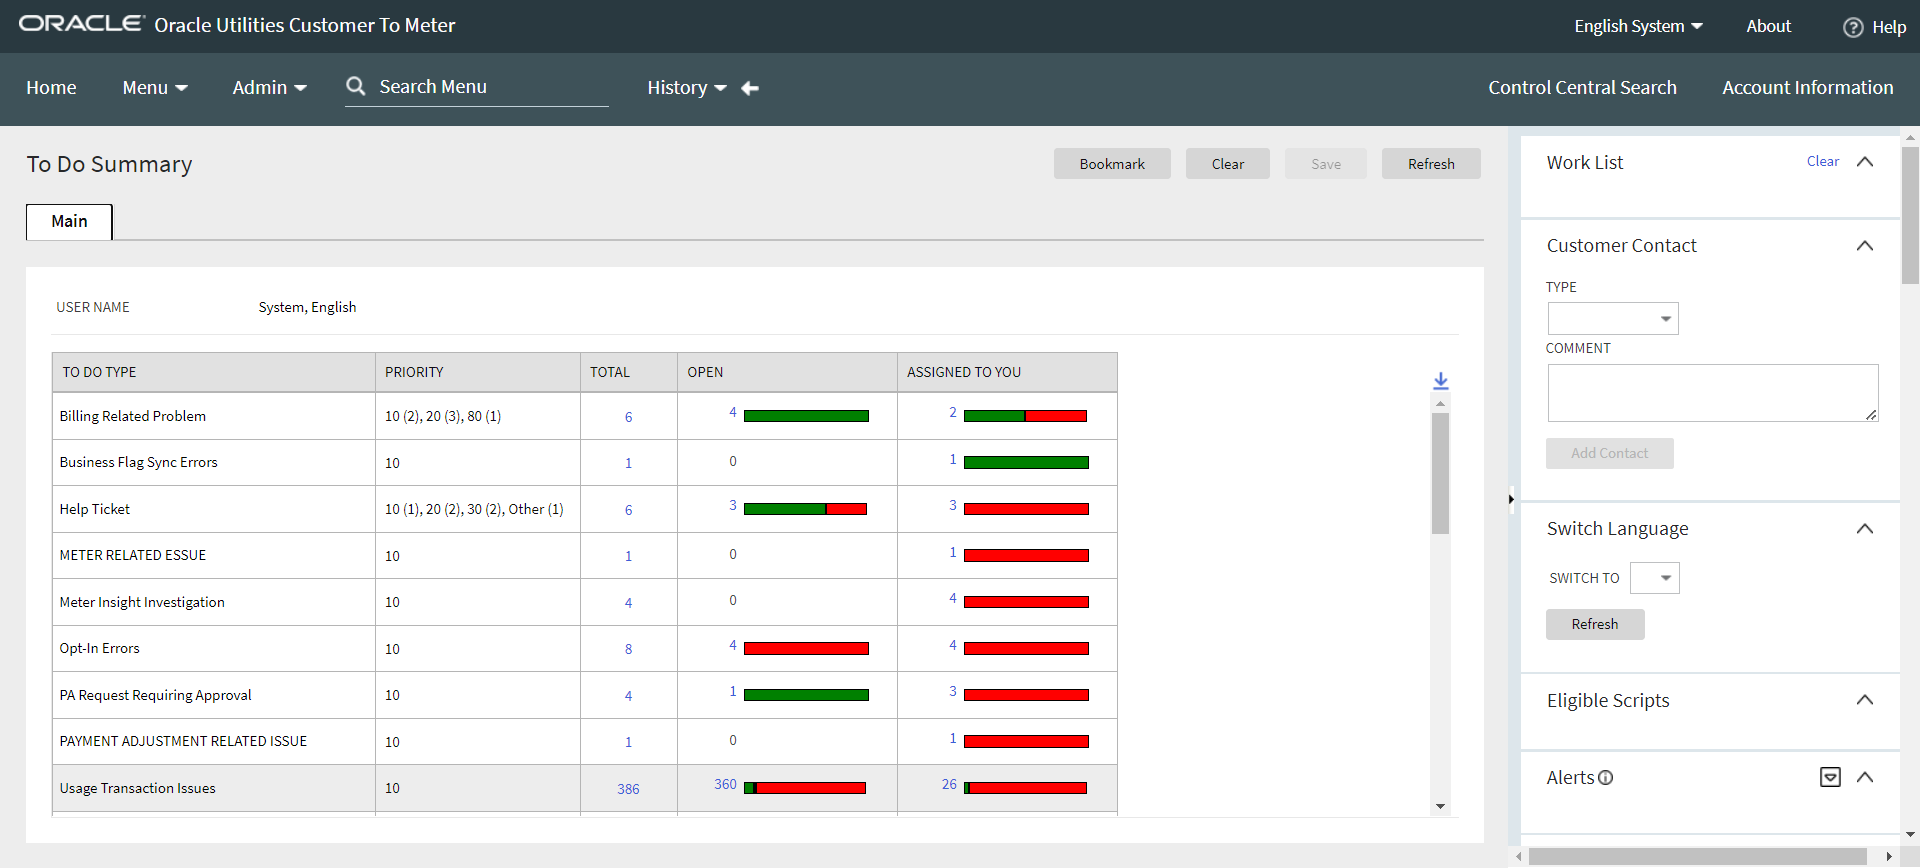 ORACLE Oracle Utilities Customer To Meter English System About Help
Home Menu Admin Search Menu History Control Central Search Account Information
To Do Summary Bookmark Clear Save Refresh
Main
USER NAME System, English
TO DO TYPE PRIORITY TOTAL OPEN ASSIGNED TO YOU
Billing Related Problem 10 (2), 20 (3), 80 (1) 6 4 2
Business Flag Sync Errors 10 1 0 1
Help Ticket 10 (1), 20 (2), 30 (2), Other (1) 6 3 3
METER RELATED ESSUE 10 1 0 1
Meter Insight Investigation 10 4 0 4
Opt-In Errors 10 8 4 4
PA Request Requiring Approval 10 4 1 3
PAYMENT ADJUSTMENT RELATED ISSUE 10 1 0 1
Usage Transaction Issues 10 386 360 26
Work List Clear
Customer Contact
TYPE
COMMENT
Add Contact
Switch Language
SWITCH TO
Refresh
Eligible Scripts
Alerts